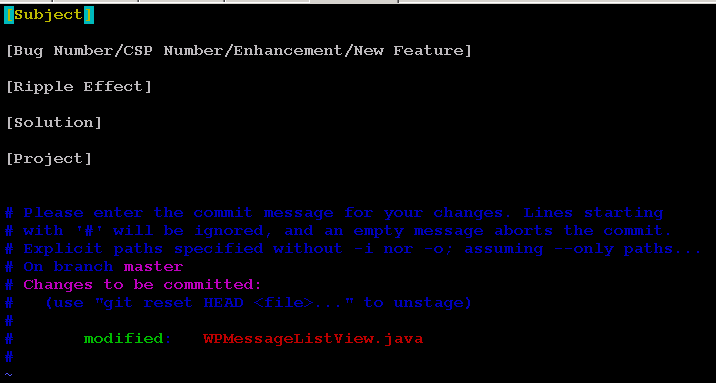 [Subject]
[Bug Number/CSP Number/Enhancement/New Feature]
[Ripple Effect]
[Solution]
[Project]
# Please enter the commit message for your changes. Lines starting
# with '#' will be ignored, and an empty message aborts the commit.
# Explicit paths specified without -i nor -o; assuming --only paths...
# On branch master
# Changes to be committed:
#   (use "git reset HEAD <file>..." to unstage)
#
#       modified:   WPMessageListView.java
#
~